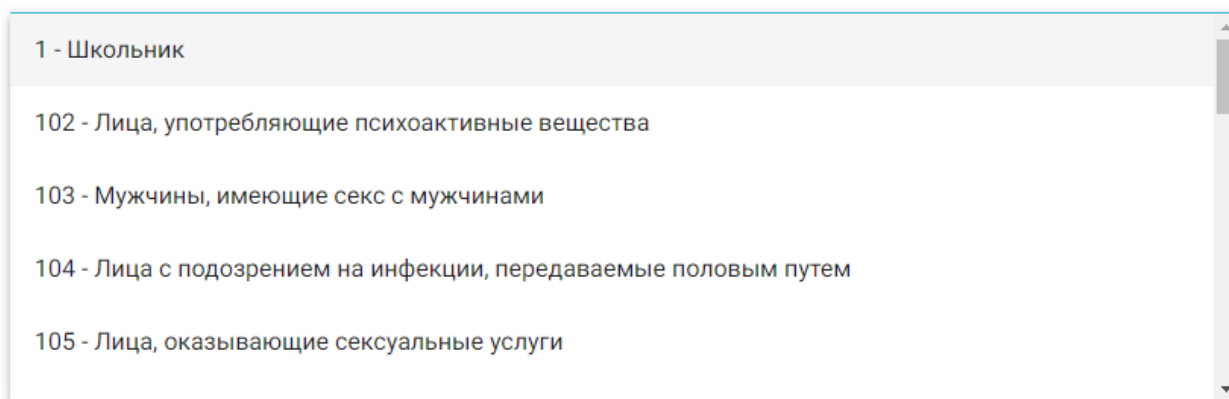 1 - Школьник
102 - Лица, употребляющие психоактивные вещества
103 - Мужчины, имеющие секс с мужчинами
104 - Лица с подозрением на инфекции, передаваемые половым путем
105 - Лица, оказывающие сексуальные услуги